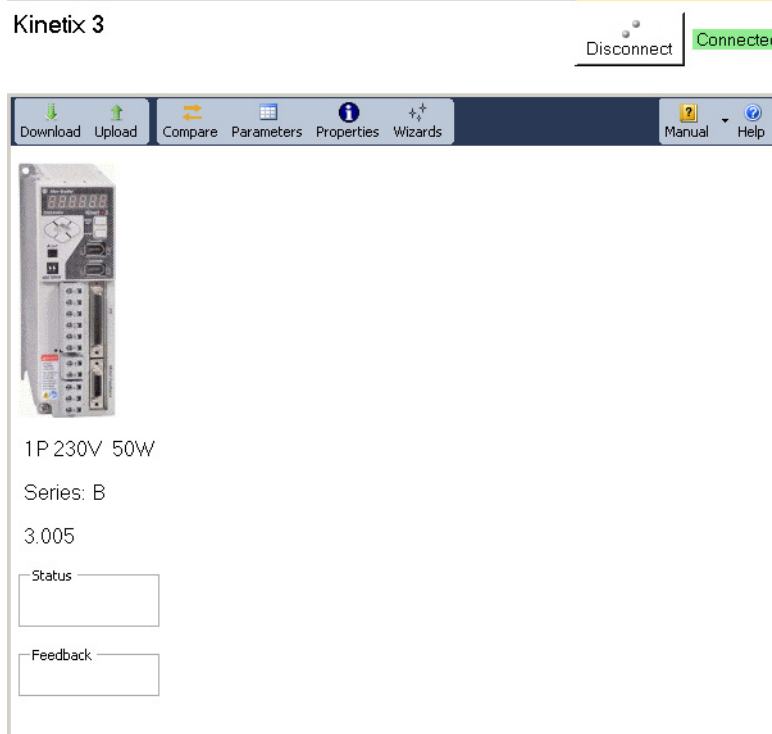 Kinetix 3
Disconnect
Connected
Download Upload Compare Parameters Properties Wizards Manual Help
1P 230V 50W
Series: B
3.005
Status
Feedback